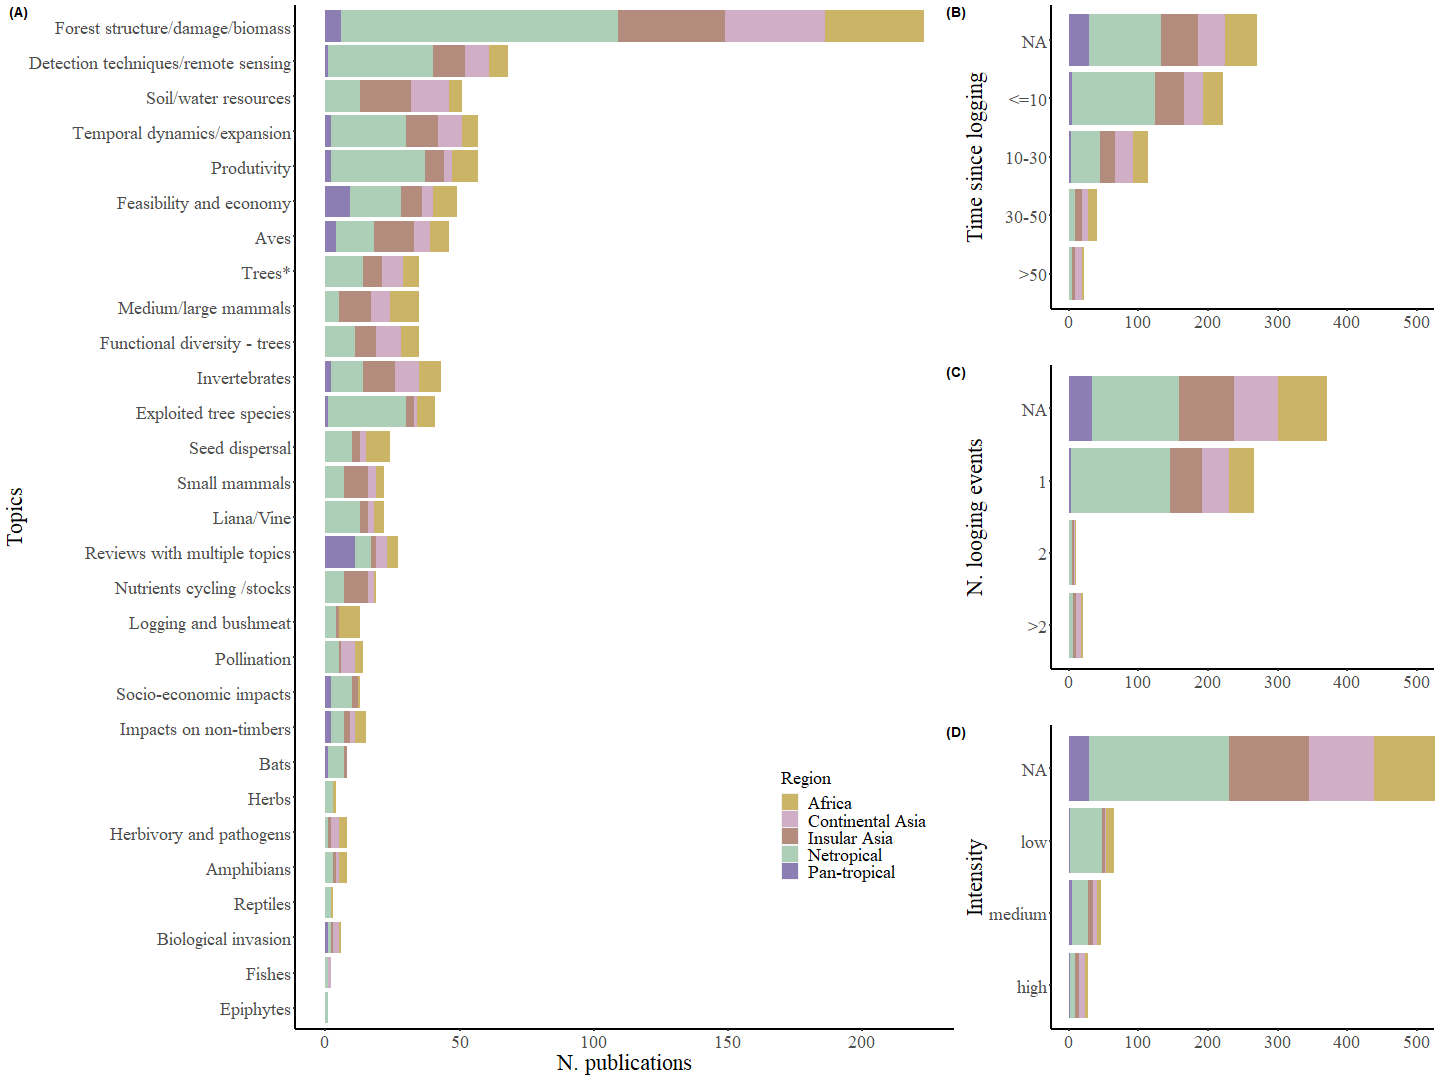 (A)
Topics
Forest structure/damage/biomass
Detection techniques/remote sensing
Soil/water resources
Temporal dynamics/expansion
Produtivity
Feasibility and economy
Aves
Trees*
Medium/large mammals
Functional diversity - trees
Invertebrates
Exploited tree species
Seed dispersal
Small mammals
Liana/Vine
Reviews with multiple topics
Nutrients cycling /stocks
Logging and bushmeat
Pollination
Socio-economic impacts
Impacts on non-timbers
Bats
Herbs
Herbivory and pathogens
Amphibians
Reptiles
Biological invasion
Fishes
Epiphytes
0 50 100 150 200
N. publications
Region
Africa
Continental Asia
Insular Asia
Netropical
Pan-tropical
(B)
Time since logging
NA
<=10
10-30
30-50
>50
0 100 200 300 400 500
(C)
N. looging events
NA
1
2
>2
0 100 200 300 400 500
(D)
Intensity
NA
low
medium
high
0 100 200 300 400 500